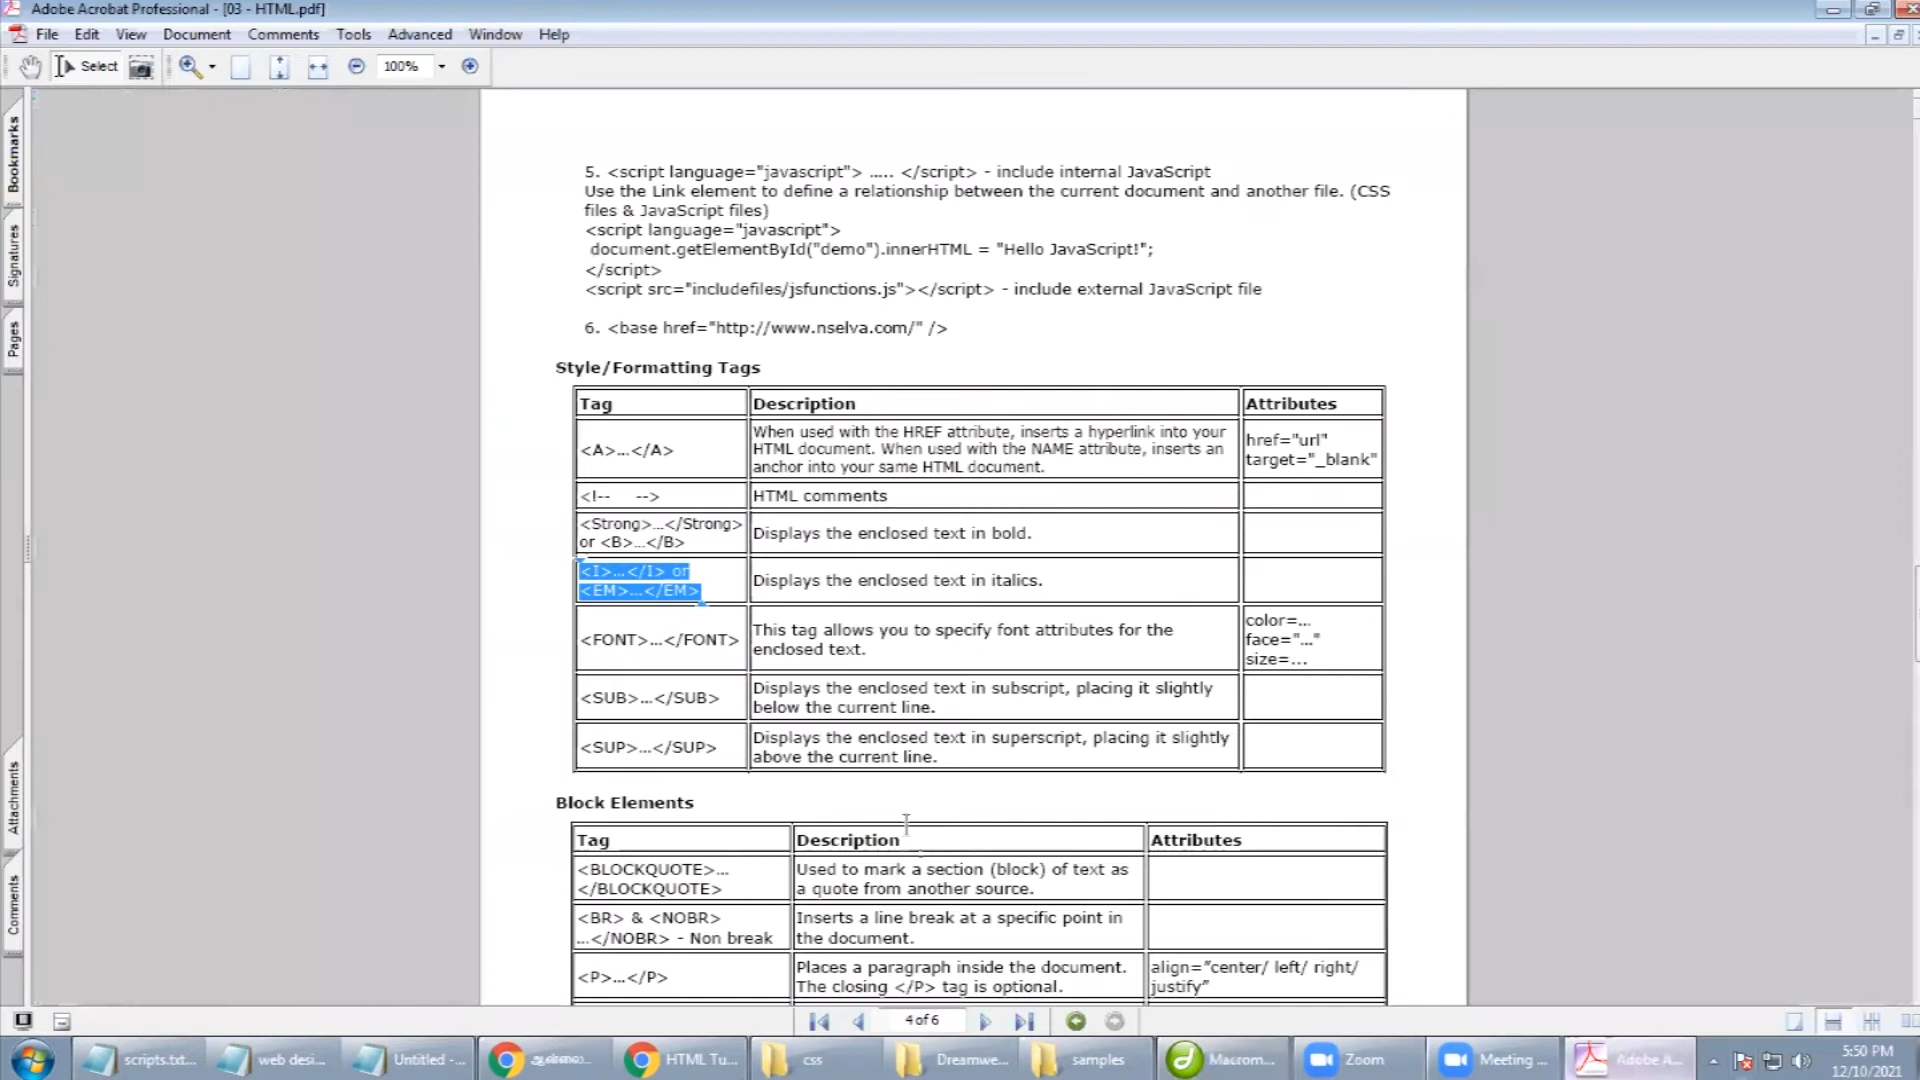 Adobe Acrobat Professional - [03 - HTML.pdf]
File Edit View Document Comments Tools Advanced Window Help
Select 100%
Bookmarks
Signatures
Pages
Attachments
Comments
5. <script language="javascript"> ..... </script> - include internal JavaScript
Use the Link element to define a relationship between the current document and another file. (CSS
files & JavaScript files)
<script language="javascript">
document.getElementById("demo").innerHTML = "Hello JavaScript!";
</script>
<script src="includefiles/jsfunctions.js"></script> - include external JavaScript file
6. <base href="http://www.nselva.com/" />
Style/Formatting Tags
Tag Description Attributes
<A>...</A>
When used with the HREF attribute, inserts a hyperlink into your
HTML document. When used with the NAME attribute, inserts an
anchor into your same HTML document.
href="url"
target="_blank"
<!-- --> HTML comments
<Strong>...</Strong>
or <B>...</B>
Displays the enclosed text in bold.
<I>...</I> or
<EM>...</EM>
Displays the enclosed text in italics.
<FONT>...</FONT>
This tag allows you to specify font attributes for the
enclosed text.
color=...
face="..."
size=...
<SUB>...</SUB>
Displays the enclosed text in subscript, placing it slightly
below the current line.
<SUP>...</SUP>
Displays the enclosed text in superscript, placing it slightly
above the current line.
Block Elements
Tag Description Attributes
<BLOCKQUOTE>...
</BLOCKQUOTE>
Used to mark a section (block) of text as
a quote from another source.
<BR> & <NOBR>
...</NOBR> - Non break
Inserts a line break at a specific point in
the document.
<P>...</P>
Places a paragraph inside the document.
The closing </P> tag is optional.
align="center/ left/ right/
justify"
4 of 6
scripts.txt... web desi... Untitled -... HTML Tu... css Dreamwe... samples Macrom... Zoom Meeting ... Adobe A...
5:50 PM
12/10/2021